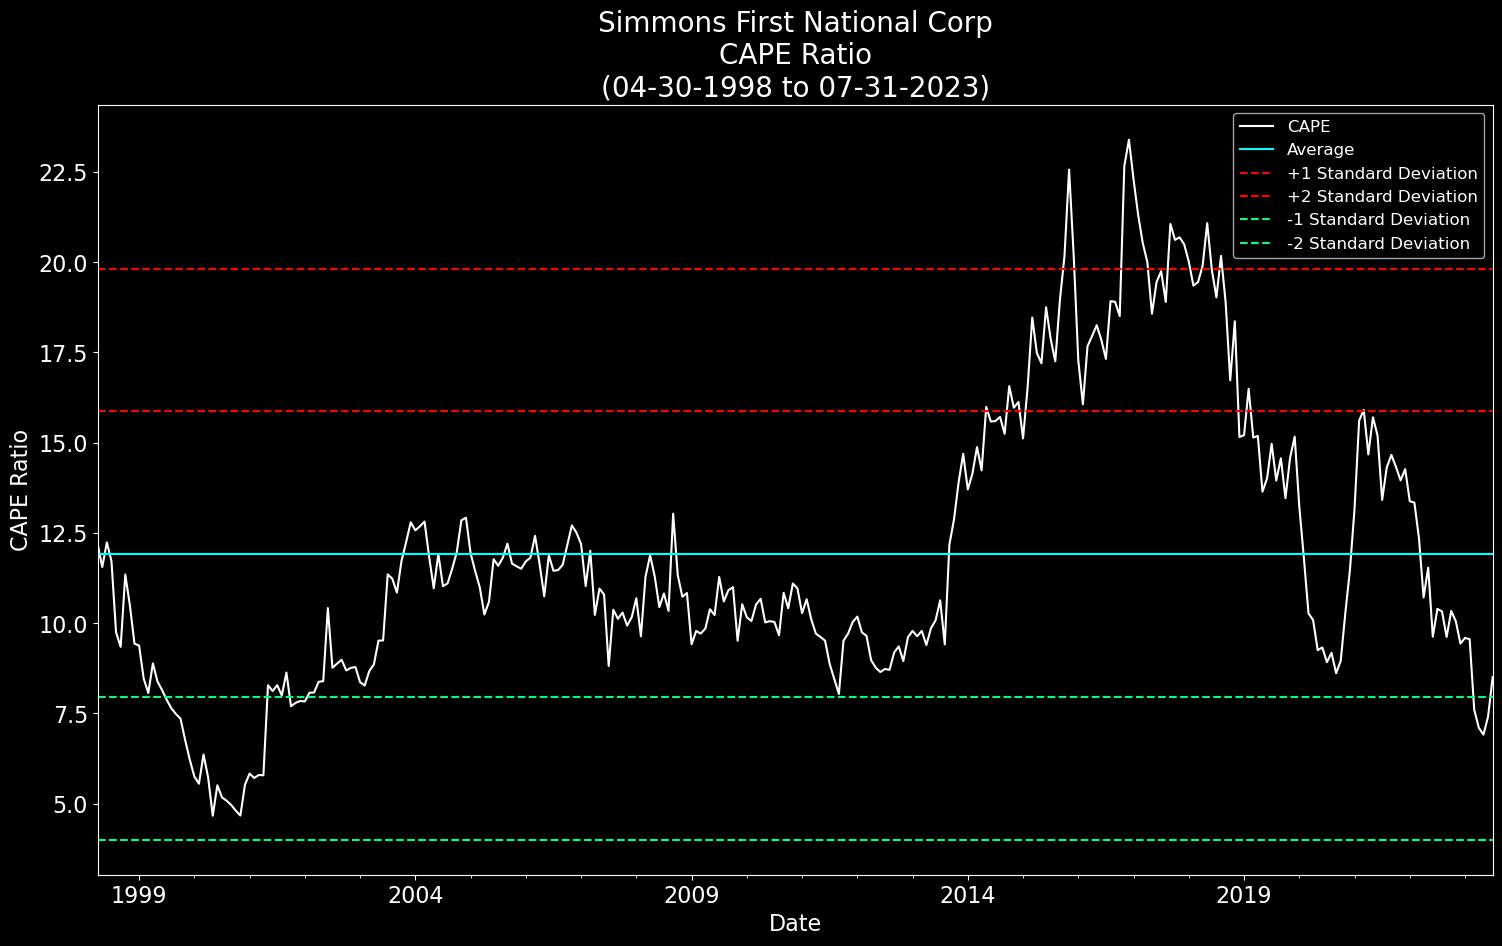 Simmons First National Corp
CAPE Ratio
(04-30-1998 to 07-31-2023)
CAPE
Average
+1 Standard Deviation
+2 Standard Deviation
-1 Standard Deviation
-2 Standard Deviation
CAPE Ratio
22.5
20.0
17.5
15.0
12.5
10.0
7.5
5.0
1999
2004
2009
2014
2019
Date